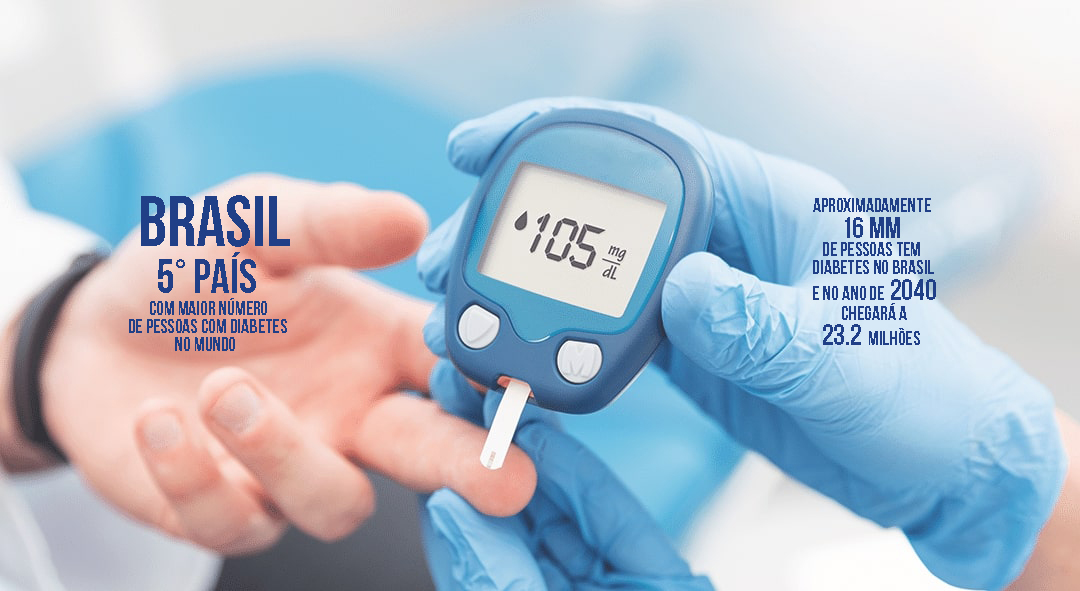 BRASIL
5° PAÍS
COM MAIOR NÚMERO
DE PESSOAS COM DIABETES
NO MUNDO
105 mg
dL
M
APROXIMADAMENTE
16 MM
DE PESSOAS TEM
DIABETES NO BRASIL
E NO ANO DE 2040
CHEGARÁ A
23.2 MILHÕES